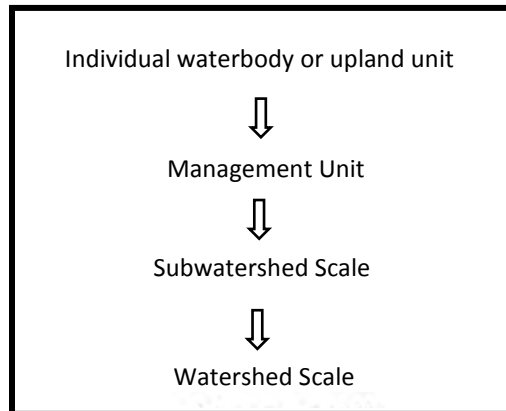 Individual waterbody or upland unit
Management Unit
Subwatershed Scale
Watershed Scale